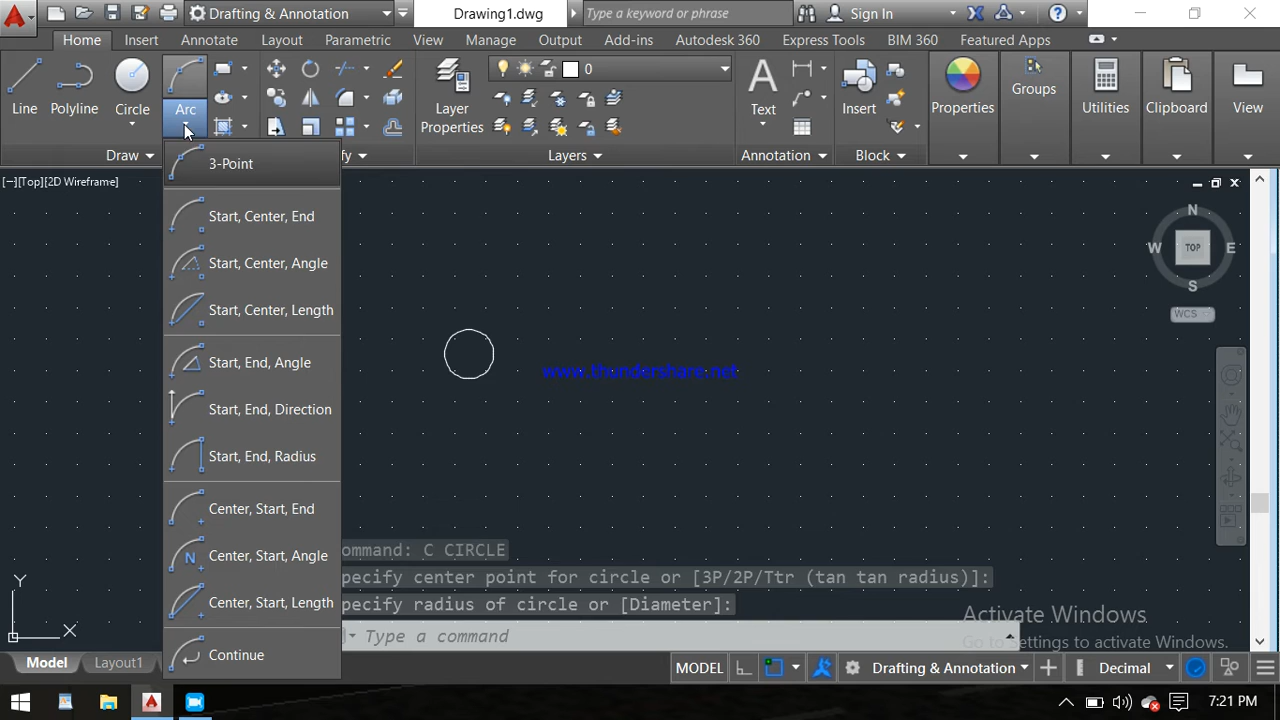 Drafting & Annotation
Drawing1.dwg
Type a keyword or phrase
Sign In
Home Insert Annotate Layout Parametric View Manage Output Add-ins Autodesk 360 Express Tools BIM 360 Featured Apps
0
Line Polyline Circle Arc
Layer
Properties
Text
Insert
Properties
Groups
Utilities
Clipboard
View
Draw
Layers
Annotation
Block
[−][Top][2D Wireframe]
3-Point
Start, Center, End
Start, Center, Angle
Start, Center, Length
Start, End, Angle
Start, End, Direction
Start, End, Radius
Center, Start, End
N
Center, Start, Angle
Center, Start, Length
Continue
N
W TOP E
S
WCS
www.thundershare.net
ommand: C CIRCLE
pecify center point for circle or [3P/2P/Ttr (tan tan radius)]:
pecify radius of circle or [Diameter]:
Type a command
Y
X
Activate Windows
Go to Settings to activate Windows.
Model Layout1
MODEL
Drafting & Annotation
Decimal
7:21 PM